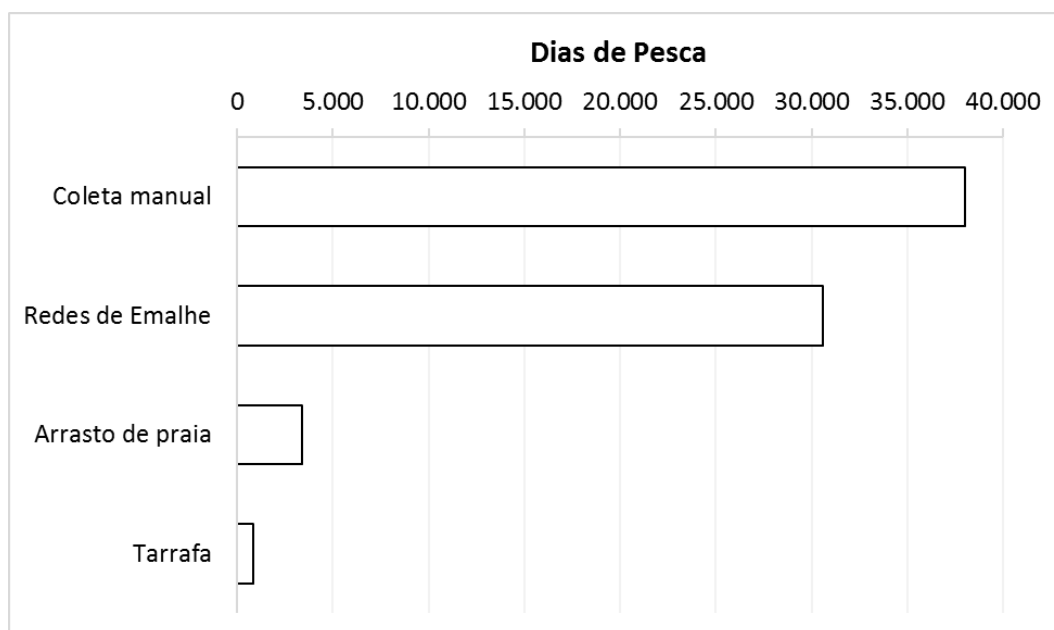 Dias de Pesca
0 5.000 10.000 15.000 20.000 25.000 30.000 35.000 40.000
Coleta manual
Redes de Emalhe
Arrasto de praia
Tarrafa